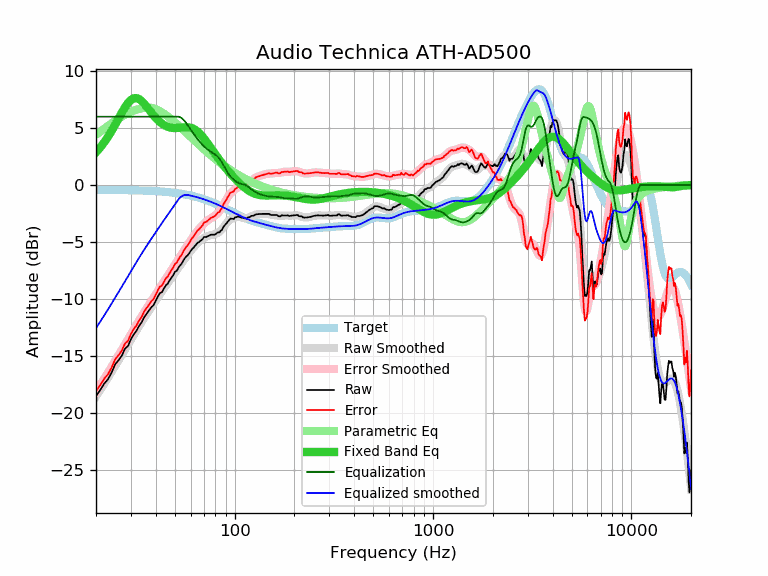 Audio Technica ATH-AD500
10
5
0
−5
−10
−15
−20
−25
Amplitude (dBr)
Target
Raw Smoothed
Error Smoothed
Raw
Error
Parametric Eq
Fixed Band Eq
Equalization
Equalized smoothed
100 1000 10000
Frequency (Hz)